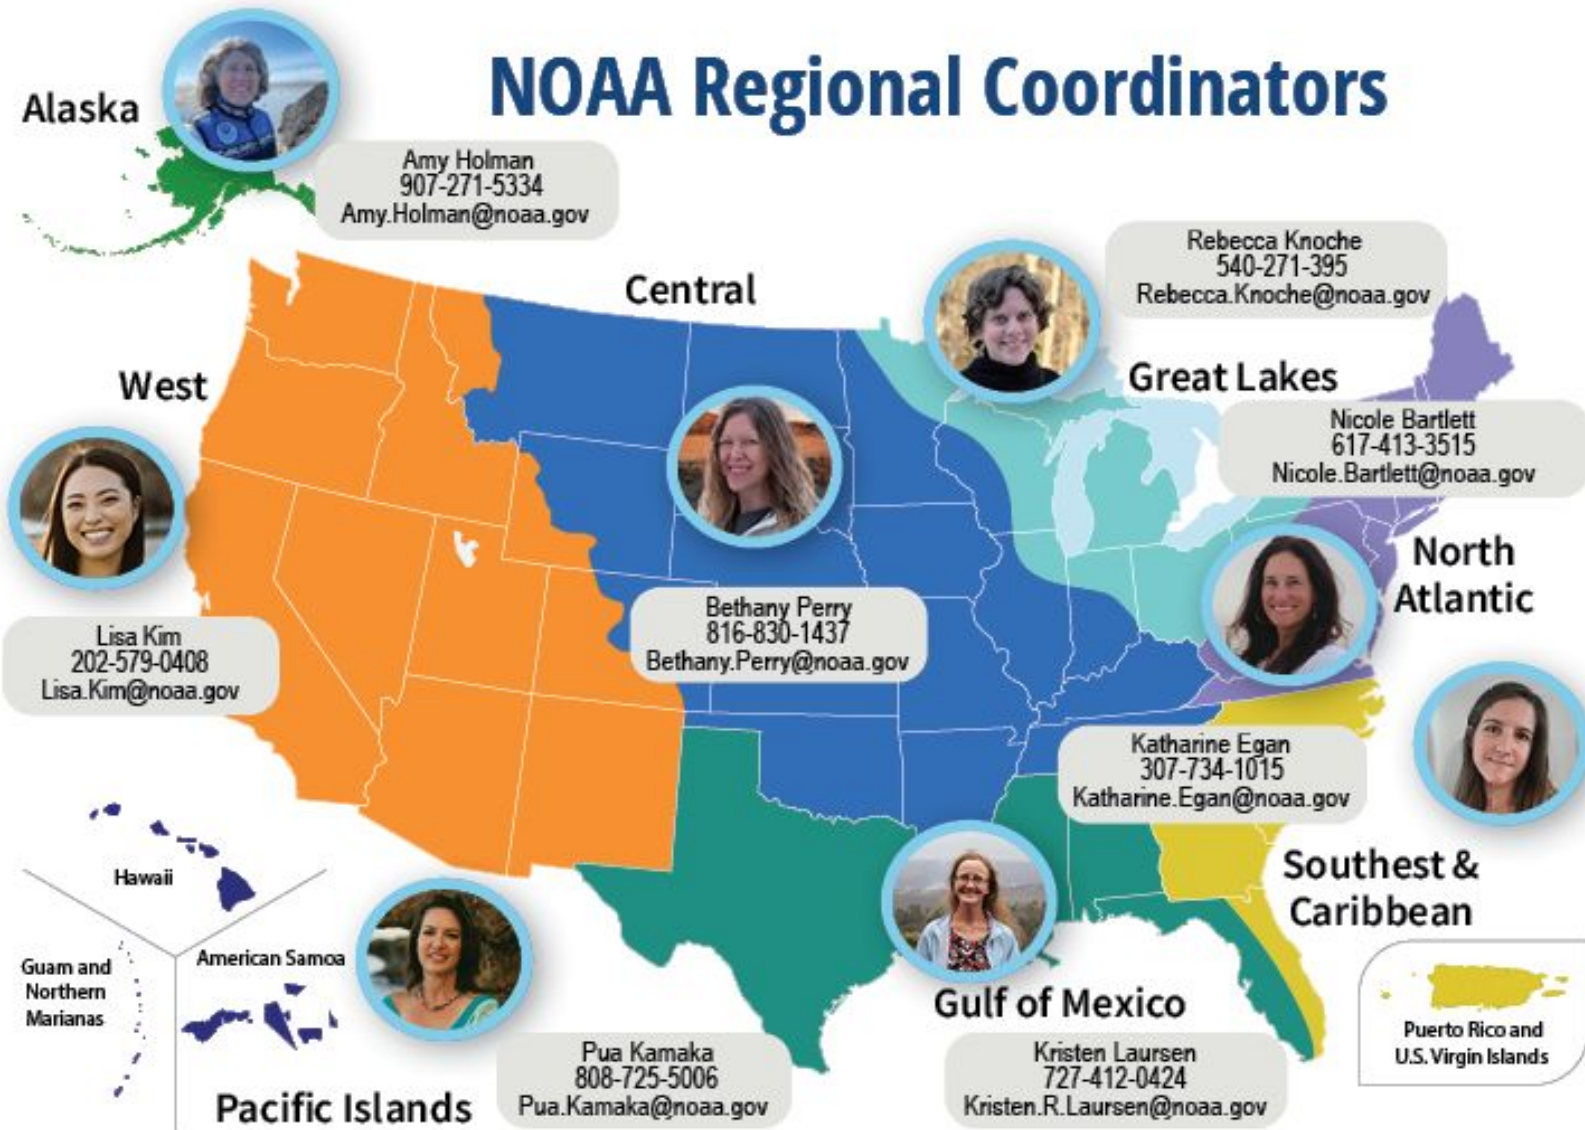 NOAA Regional Coordinators
Alaska
Amy Holman
907-271-5334
Amy.Holman@noaa.gov
Rebecca Knoche
540-271-395
Rebecca.Knoche@noaa.gov
Central
Great Lakes
West
Nicole Bartlett
617-413-3515
Nicole.Bartlett@noaa.gov
North
Atlantic
Bethany Perry
816-830-1437
Bethany.Perry@noaa.gov
Lisa Kim
202-579-0408
Lisa.Kim@noaa.gov
Katharine Egan
307-734-1015
Katharine.Egan@noaa.gov
Southest &
Caribbean
Hawaii
American Samoa
Guam and
Northern
Marianas
Gulf of Mexico
Puerto Rico and
U.S. Virgin Islands
Pua Kamaka
808-725-5006
Pua.Kamaka@noaa.gov
Kristen Laursen
727-412-0424
Kristen.R.Laursen@noaa.gov
Pacific Islands